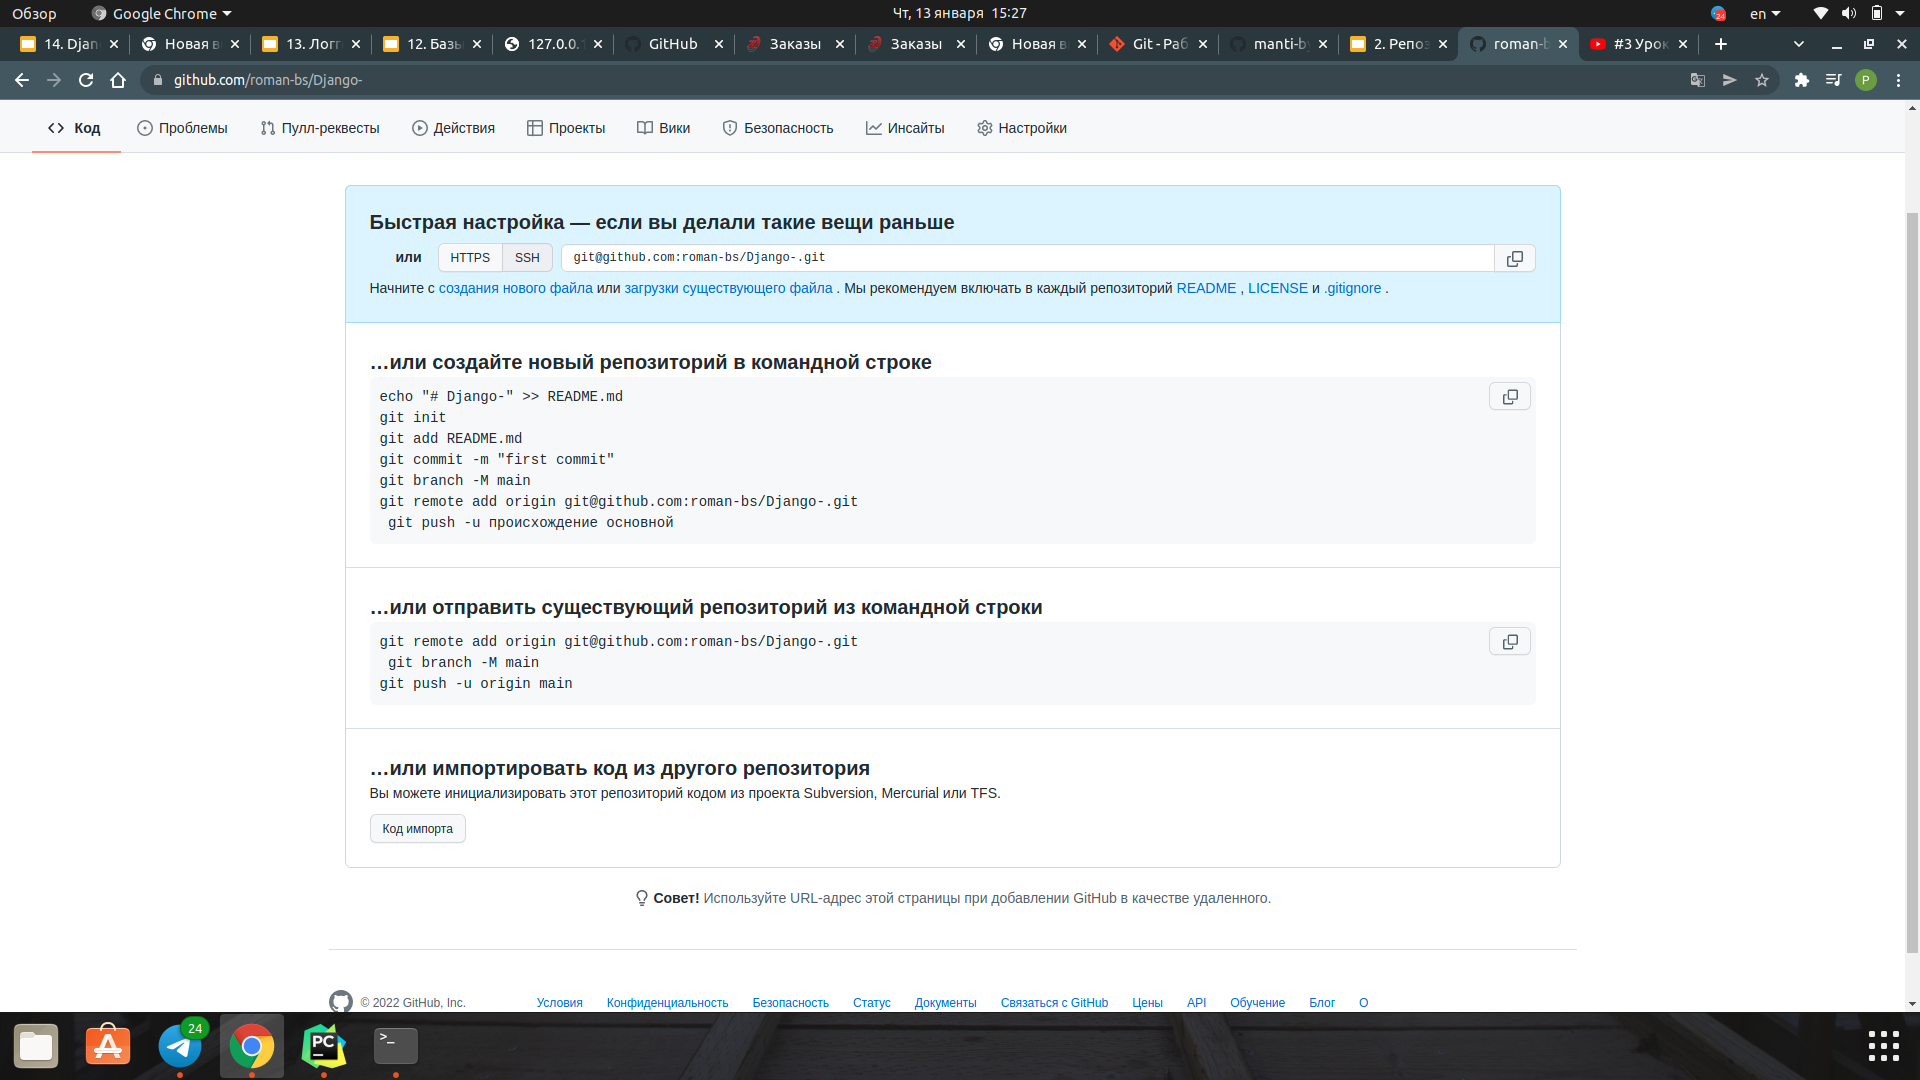 Обзор
Google Chrome
Чт, 13 января 15:27
24
en
14. Djan
Новая в
13. Логг
12. Базы
127.0.0.1
GitHub
Заказы
Заказы
Новая в
Git - Раб
manti-by
2. Репоз
roman-b
#3 Урок
github.com/roman-bs/Django-
P
Код
Проблемы
Пулл-реквесты
Действия
Проекты
Вики
Безопасность
Инсайты
Настройки
Быстрая настройка — если вы делали такие вещи раньше
или
HTTPS
SSH
git@github.com:roman-bs/Django-.git
Начните с создания нового файла или загрузки существующего файла . Мы рекомендуем включать в каждый репозиторий README , LICENSE и .gitignore .
…или создайте новый репозиторий в командной строке
echo "# Django-" >> README.md
git init
git add README.md
git commit -m "first commit"
git branch -M main
git remote add origin git@github.com:roman-bs/Django-.git
git push -u происхождение основной
…или отправить существующий репозиторий из командной строки
git remote add origin git@github.com:roman-bs/Django-.git
git branch -M main
git push -u origin main
…или импортировать код из другого репозитория
Вы можете инициализировать этот репозиторий кодом из проекта Subversion, Mercurial или TFS.
Код импорта
Совет! Используйте URL-адрес этой страницы при добавлении GitHub в качестве удаленного.
© 2022 GitHub, Inc.
Условия
Конфиденциальность
Безопасность
Статус
Документы
Связаться с GitHub
Цены
API
Обучение
Блог
О
24
PC
>_